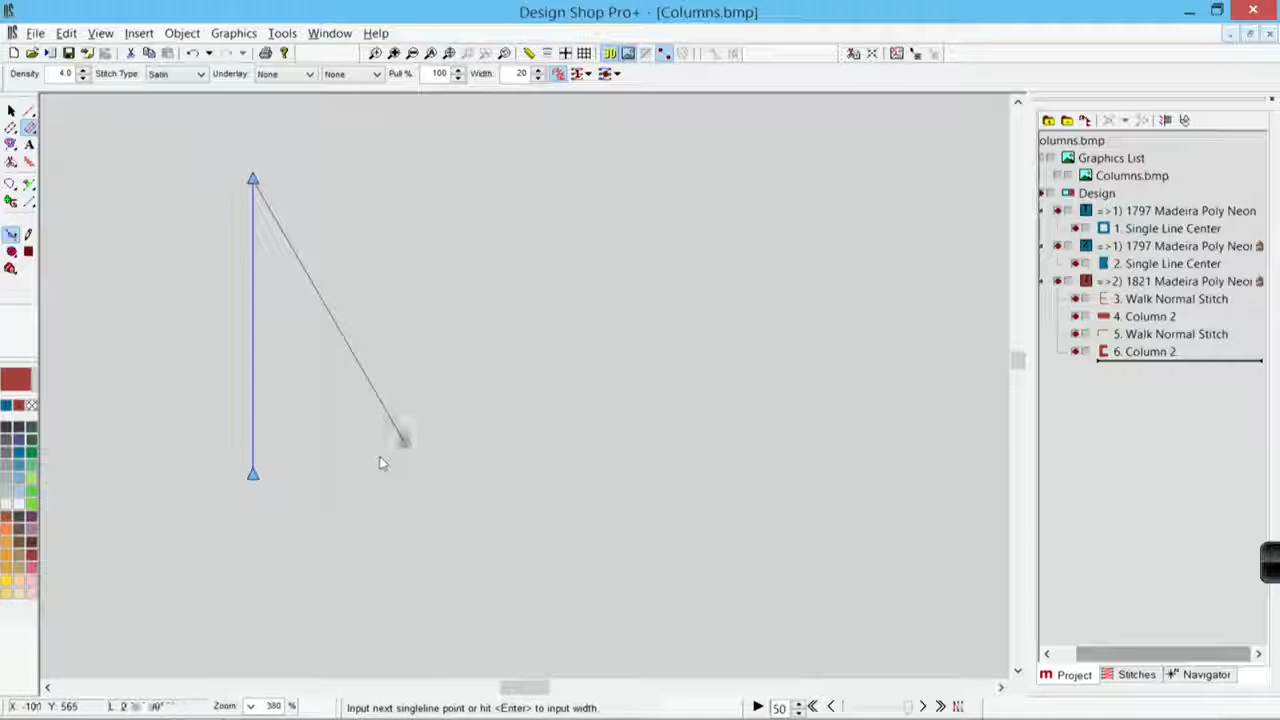 Design Shop Pro+ - [Columns.bmp]
File Edit View Insert Object Graphics Tools Window Help
Density 4.0 Stitch Type: Satin Underlay: None None Pull %: 100 Width: 20
olumns.bmp
Graphics List
Columns.bmp
Design
=>1) 1797 Madeira Poly Neon
1. Single Line Center
=>1) 1797 Madeira Poly Neon
2. Single Line Center
=>2) 1821 Madeira Poly Neon
3. Walk Normal Stitch
4. Column 2
5. Walk Normal Stitch
6. Column 2
Project Stitches Navigator
Y: 565 Zoom: 380 % Input next singleline point or hit <Enter> to input width. 50